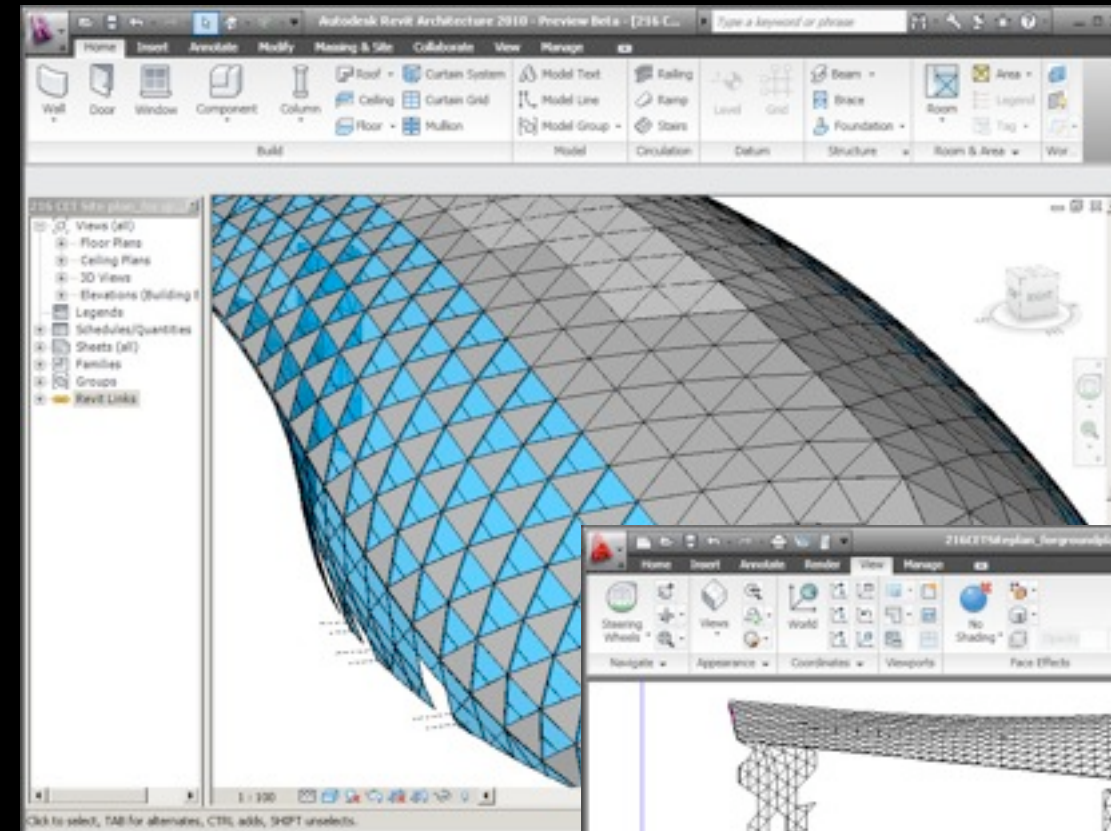 Autodesk Revit Architecture 2010 - Preview Beta - [216 C...
Type a keyword or phrase
Home Insert Annotate Modify Massing & Site Collaborate View Manage
Wall Door Window Component Column
Roof Curtain System
Ceiling Curtain Grid
Floor Mullion
Model Text
Model Line
Model Group
Railing
Ramp
Stairs
Level Grid
Beam
Brace
Foundation
Room
Area
Legend
Tag
Build Model Circulation Datum Structure Room & Area Wor...
Views (all)
Floor Plans
Ceiling Plans
3D Views
Elevations (Building
Legends
Schedules/Quantities
Sheets (all)
Families
Groups
Revit Links
RIGHT
1 : 100
Click to select, TAB for alternates, CTRL adds, SHIFT unselects.
Home Insert Annotate Render View Manage
Steering
Wheels
Views
World
No
Shading
Opacity
Navigate Appearance Coordinates Viewports Face Effects